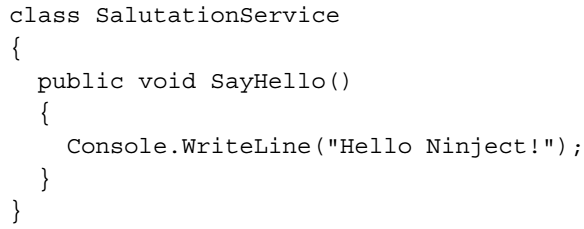 class SalutationService
{
  public void SayHello()
  {
    Console.WriteLine("Hello Ninject!");
  }
}